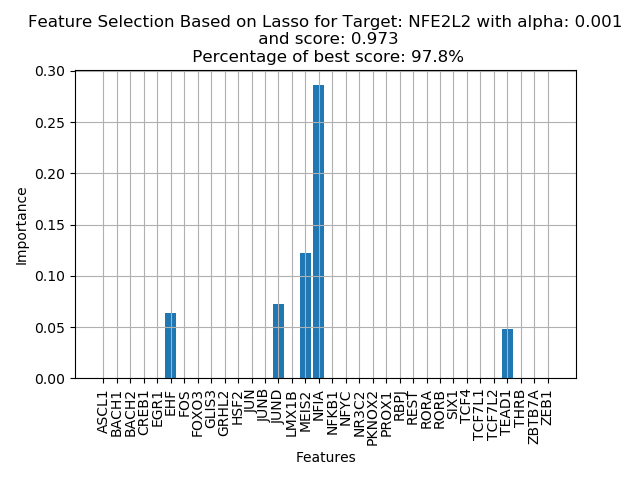 Feature Selection Based on Lasso for Target: NFE2L2 with alpha: 0.001
and score: 0.973
Percentage of best score: 97.8%
0.30
0.25
0.20
0.15
0.10
0.05
0.00
Importance
ASCL1
BACH1
BACH2
CREB1
EGR1
EHF
FOS
FOXO3
GLIS3
GRHL2
HSF2
JUN
JUNB
JUND
LMX1B
MEIS2
NFIA
NFKB1
NFYC
NR3C2
PKNOX2
PROX1
RBPJ
REST
RORA
RORB
SIX1
TCF4
TCF7L1
TCF7L2
TEAD1
THRB
ZBTB7A
ZEB1
Features